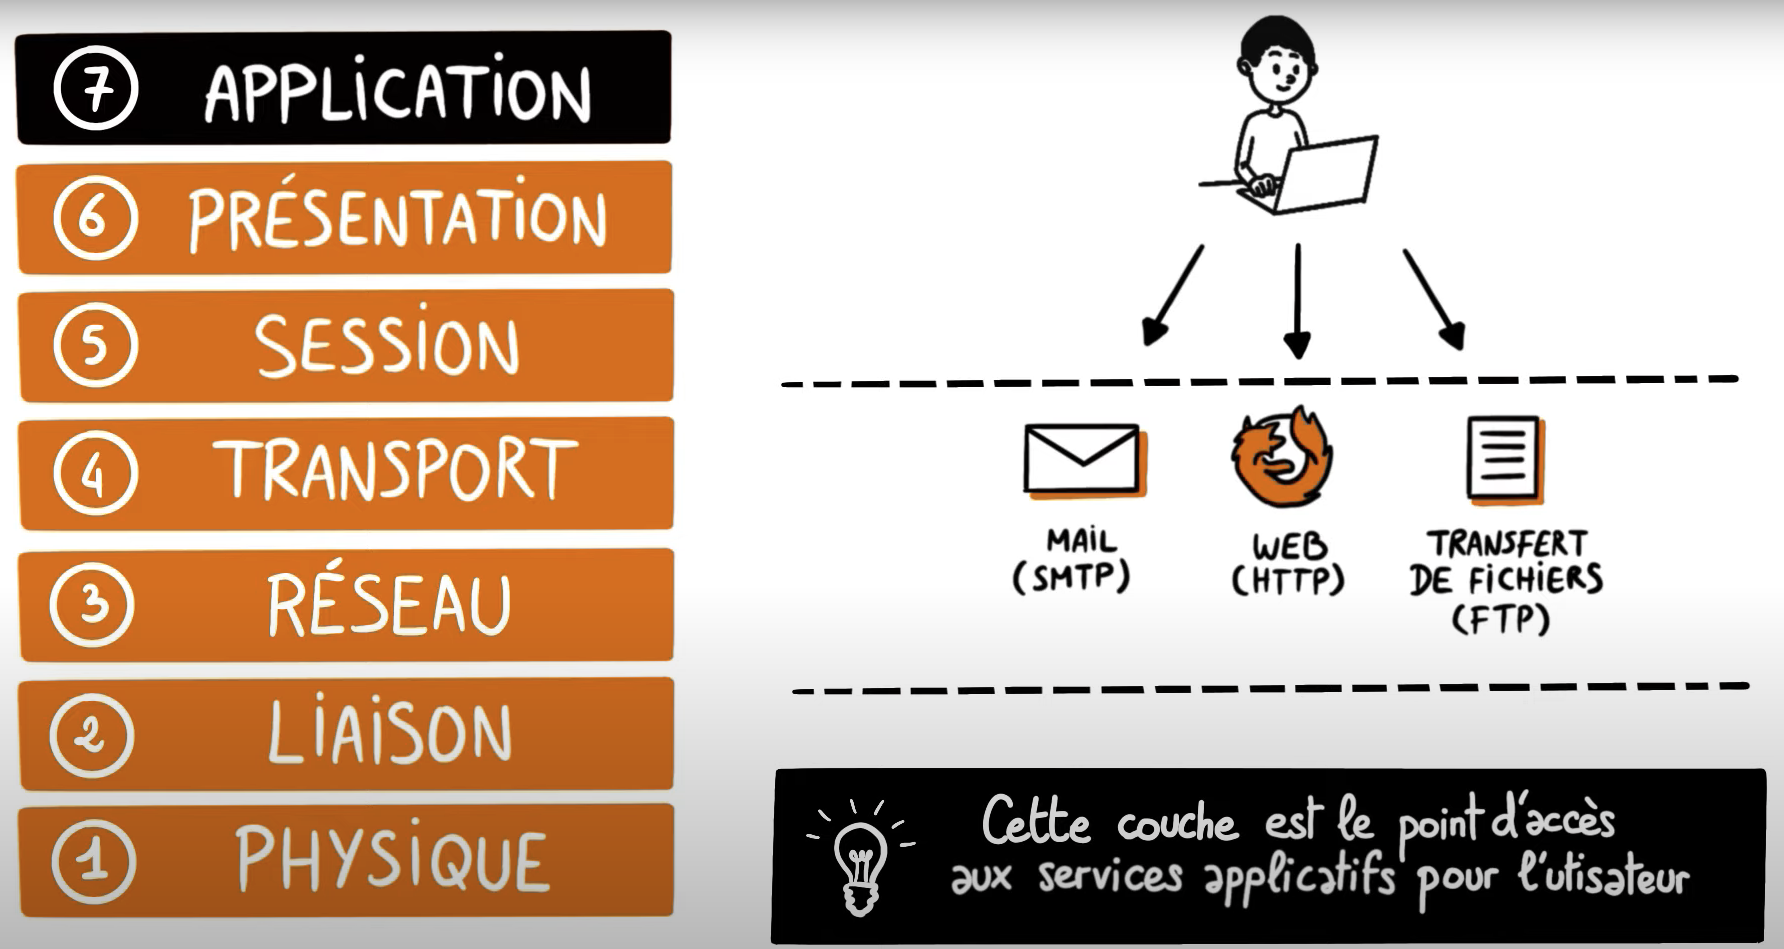 7 APPLiCATiON
6 PRÉSENTATiON
5 SESSiON
4 TRANSPORT
3 RÉSEAU
2 LiAiSON
1 PHYSiQUE
MAiL
(SMTP)
WEB
(HTTP)
TRANSFERT
DE FiCHiERS
(FTP)
Cette couche est le point d'accès
aux services applicatifs pour l'utisateur